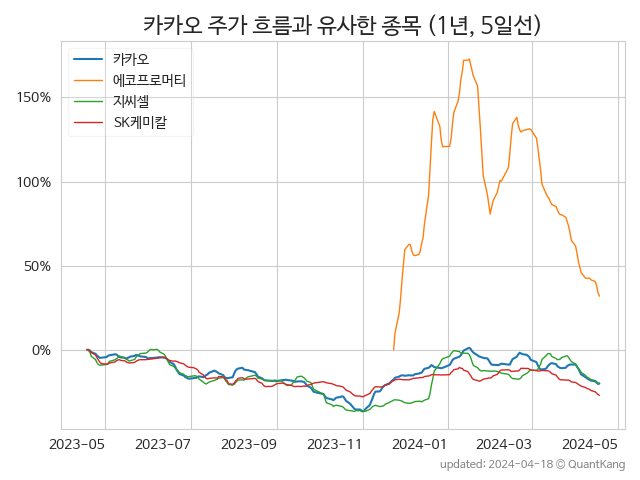 카카오 주가 흐름과 유사한 종목 (1년, 5일선)
카카오
에코프로머티
지씨셀
SK케미칼
150%
100%
50%
0%
2023-05 2023-07 2023-09 2023-11 2024-01 2024-03 2024-05
updated: 2024-04-18 © QuantKang